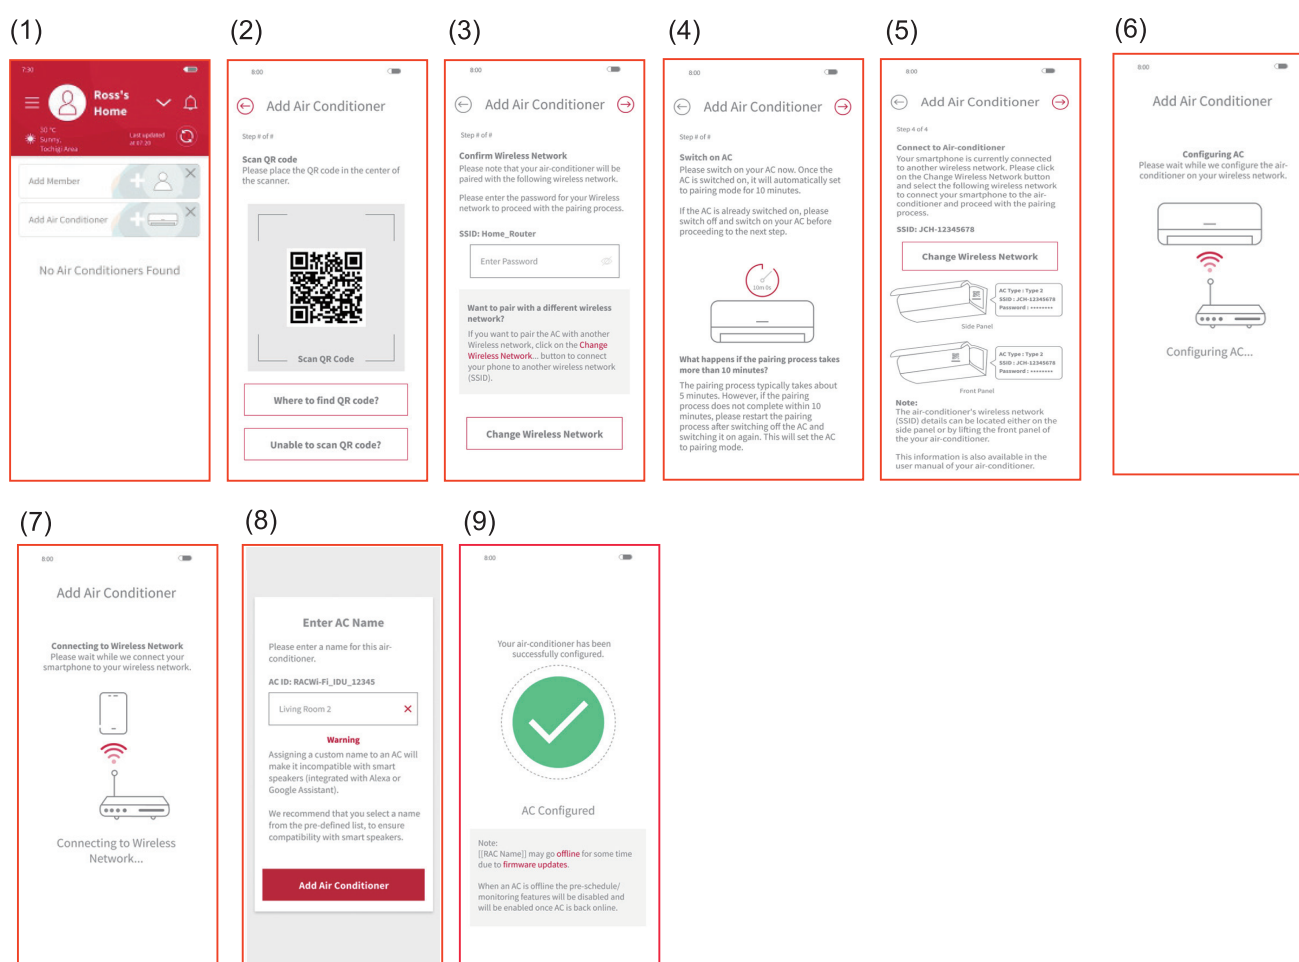 (1)
7:30
Ross's
Home
30 °C
Sunny,
Tochigi Area
Last updated
at 07.30
Add Member
Add Air Conditioner
No Air Conditioners Found
(2)
8:00
Add Air Conditioner
Step # of #
Scan QR code
Please place the QR code in the center of
the scanner.
Scan QR Code
Where to find QR code?
Unable to scan QR code?
(3)
8:00
Add Air Conditioner
Step # of #
Confirm Wireless Network
Please note that your air-conditioner will be
paired with the following wireless network.
Please enter the password for your Wireless
network to proceed with the pairing process.
SSID: Home_Router
Enter Password
Want to pair with a different wireless
network?
If you want to pair the AC with another
Wireless network, click on the Change
Wireless Network... button to connect
your phone to another wireless network
(SSID).
Change Wireless Network
(4)
8:00
Add Air Conditioner
Step # of #
Switch on AC
Please switch on your AC now. Once the
AC is switched on, it will automatically set
to pairing mode for 10 minutes.
If the AC is already switched on, please
switch off and switch on your AC before
proceeding to the next step.
10m 0s
What happens if the pairing process takes
more than 10 minutes?
The pairing process typically takes about
5 minutes. However, if the pairing
process does not complete within 10
minutes, please restart the pairing
process after switching off the AC and
switching it on again. This will set the AC
to pairing mode.
(5)
8:00
Add Air Conditioner
Step 4 of 4
Connect to Air-conditioner
Your smartphone is currently connected
to another wireless network. Please click
on the Change Wireless Network button
and select the following wireless network
to connect your smartphone to the air-
conditioner and proceed with the pairing
process.
SSID: JCH-12345678
Change Wireless Network
AC Type : Type 2
SSID : JCH-12345678
Password : ••••••••
Side Panel
AC Type : Type 2
SSID : JCH-12345678
Password : ••••••••
Front Panel
Note:
The air-conditioner's wireless network
(SSID) details can be located either on the
side panel or by lifting the front panel of
the your air-conditioner.
This information is also available in the
user manual of your air-conditioner.
(6)
8:00
Add Air Conditioner
Configuring AC
Please wait while we configure the air-
conditioner on your wireless network.
Configuring AC...
(7)
8:00
Add Air Conditioner
Connecting to Wireless Network
Please wait while we connect your
smartphone to your wireless network.
Connecting to Wireless
Network...
(8)
Enter AC Name
Please enter a name for this air-
conditioner.
AC ID: RACWi-Fi_IDU_12345
Living Room 2
Warning
Assigning a custom name to an AC will
make it incompatible with smart
speakers (integrated with Alexa or
Google Assistant).
We recommend that you select a name
from the pre-defined list, to ensure
compatibility with smart speakers.
Add Air Conditioner
(9)
8:00
Your air-conditioner has been
successfully configured.
AC Configured
Note:
[[RAC Name]] may go offline for some time
due to firmware updates.
When an AC is offline the pre-schedule/
monitoring features will be disabled and
will be enabled once AC is back online.